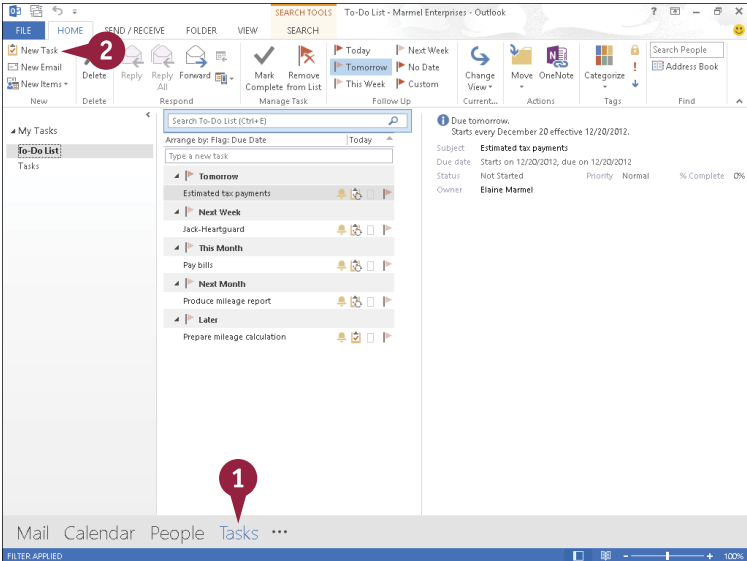 SEARCH TOOLS To-Do List - Marmel Enterprises - Outlook ?
FILE HOME SEND / RECEIVE FOLDER VIEW SEARCH
New Task
New Email
New Items
New
Delete
Delete
Reply
Reply All
Forward
Respond
Mark Complete
Remove from List
Manage Task
Today
Tomorrow
This Week
Next Week
No Date
Custom
Follow Up
Change View
Current...
Move
OneNote
Actions
Categorize
Tags
Search People
Address Book
Find
2
My Tasks
To-Do List
Tasks
Search To-Do List (Ctrl+E)
Arrange by: Flag: Due Date Today
Type a new task
Tomorrow
Estimated tax payments
Next Week
Jack-Heartguard
This Month
Pay bills
Next Month
Produce mileage report
Later
Prepare mileage calculation
Due tomorrow.
Starts every December 20 effective 12/20/2012.
Subject Estimated tax payments
Due date Starts on 12/20/2012, due on 12/20/2012
Status Not Started Priority Normal % Complete 0%
Owner Elaine Marmel
1
Mail Calendar People Tasks •••
FILTER APPLIED 100%